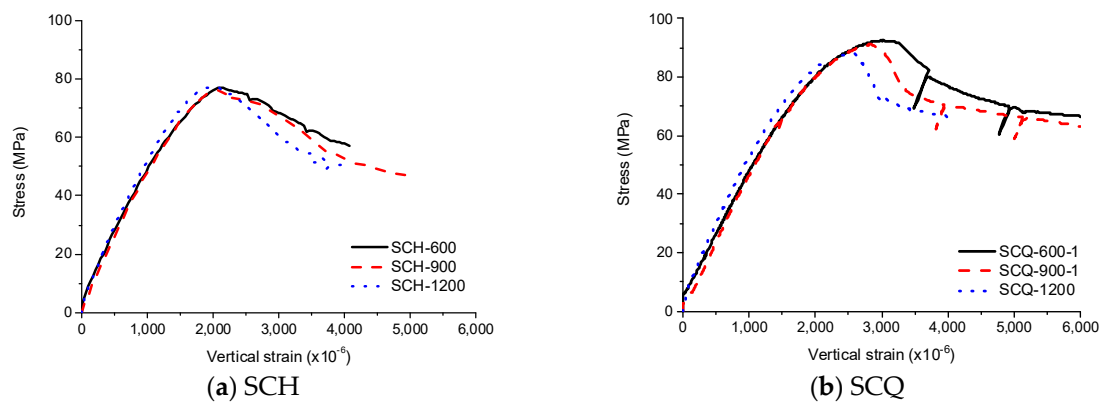 100
80
60
40
20
0
Stress (MPa)
SCH-600
SCH-900
SCH-1200
0 1,000 2,000 3,000 4,000 5,000 6,000
Vertical strain (x10⁻⁶)
(a) SCH
100
80
60
40
20
0
Stress (MPa)
SCQ-600-1
SCQ-900-1
SCQ-1200
0 1,000 2,000 3,000 4,000 5,000 6,000
Vertical strain (x10⁻⁶)
(b) SCQ